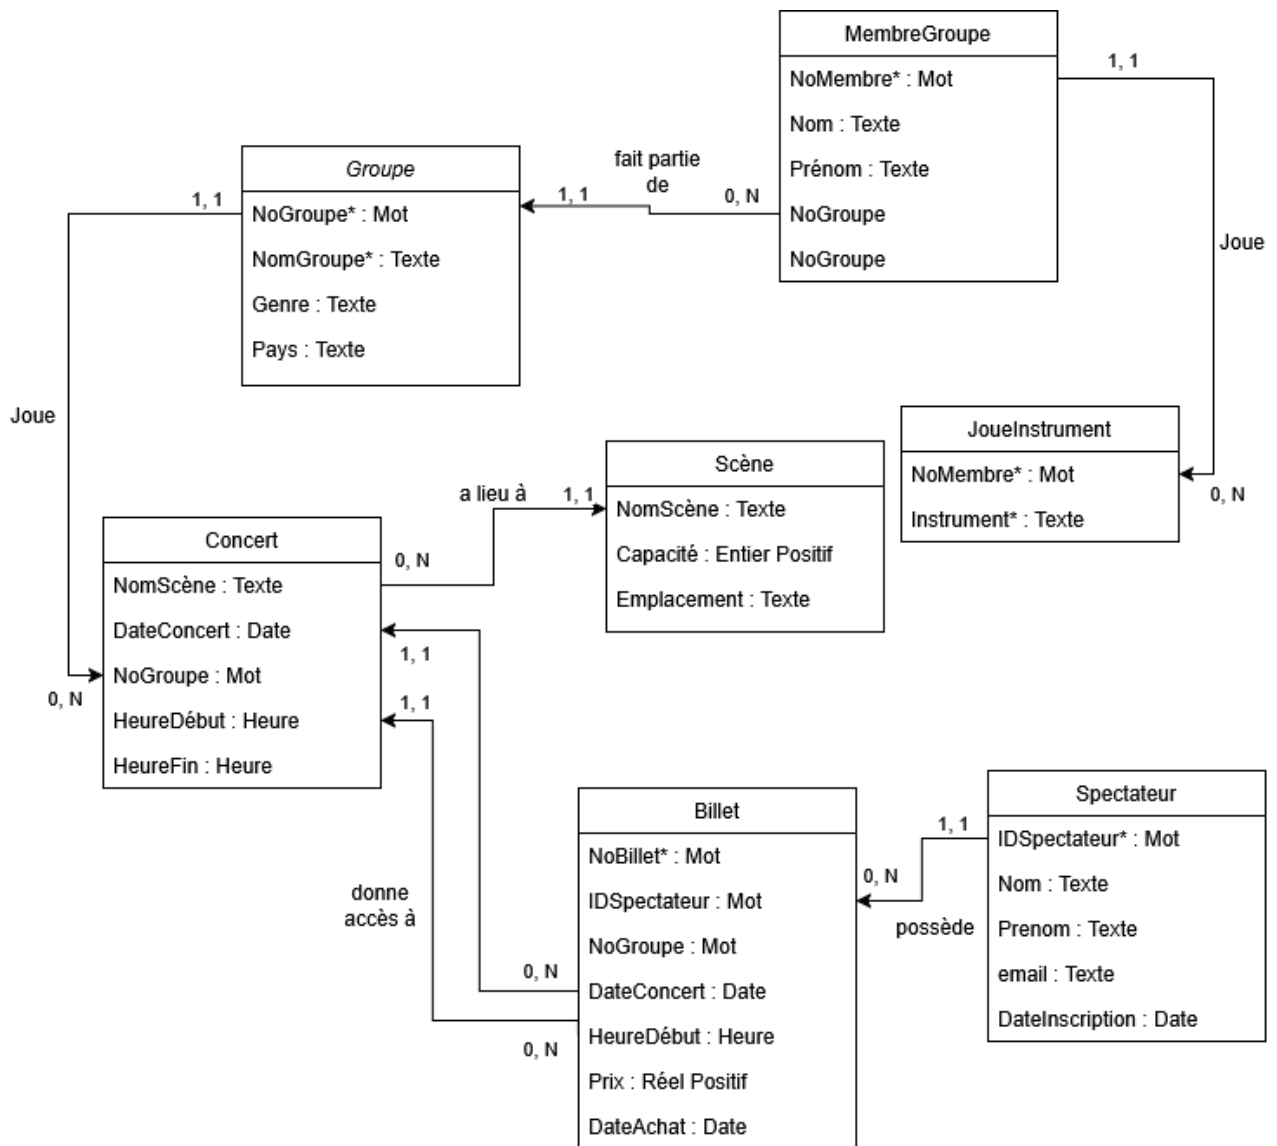 MembreGroupe
NoMembre* : Mot
Nom : Texte
Prénom : Texte
NoGroupe
NoGroupe
1, 1
Joue
0, N
fait partie
de
0, N
1, 1
Groupe
NoGroupe* : Mot
NomGroupe* : Texte
Genre : Texte
Pays : Texte
1, 1
Joue
0, N
JoueInstrument
NoMembre* : Mot
Instrument* : Texte
Scène
NomScène : Texte
Capacité : Entier Positif
Emplacement : Texte
a lieu à
1, 1
0, N
Concert
NomScène : Texte
DateConcert : Date
NoGroupe : Mot
HeureDébut : Heure
HeureFin : Heure
1, 1
1, 1
donne
accès à
0, N
0, N
Billet
NoBillet* : Mot
IDSpectateur : Mot
NoGroupe : Mot
DateConcert : Date
HeureDébut : Heure
Prix : Réel Positif
DateAchat : Date
1, 1
0, N
possède
Spectateur
IDSpectateur* : Mot
Nom : Texte
Prenom : Texte
email : Texte
DateInscription : Date